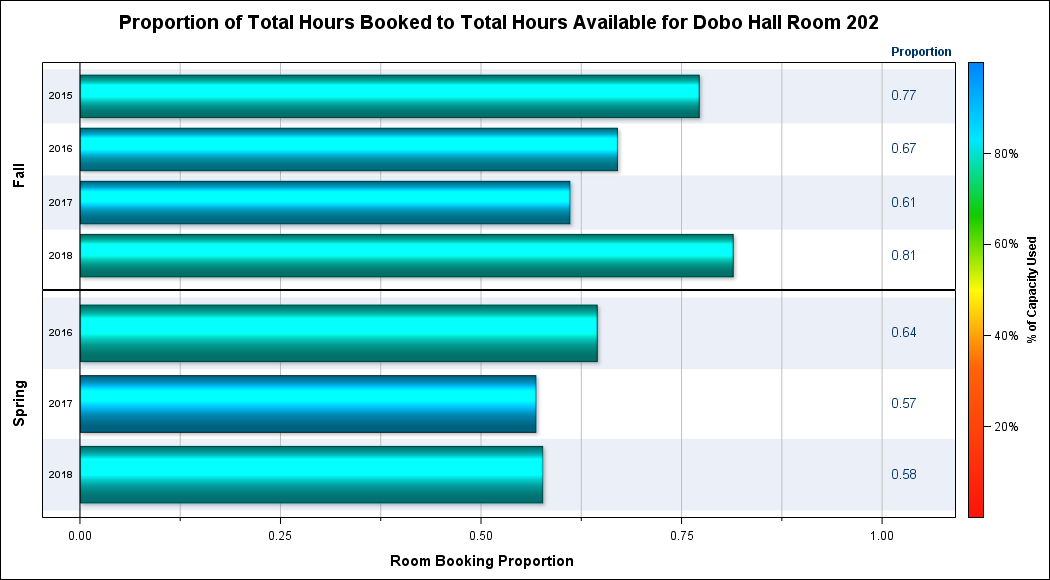 Proportion of Total Hours Booked to Total Hours Available for Dobo Hall Room 202
Proportion
Fall
2015 0.77
2016 0.67
2017 0.61
2018 0.81
Spring
2016 0.64
2017 0.57
2018 0.58
0.00 0.25 0.50 0.75 1.00
Room Booking Proportion
80%
60%
40%
20%
% of Capacity Used